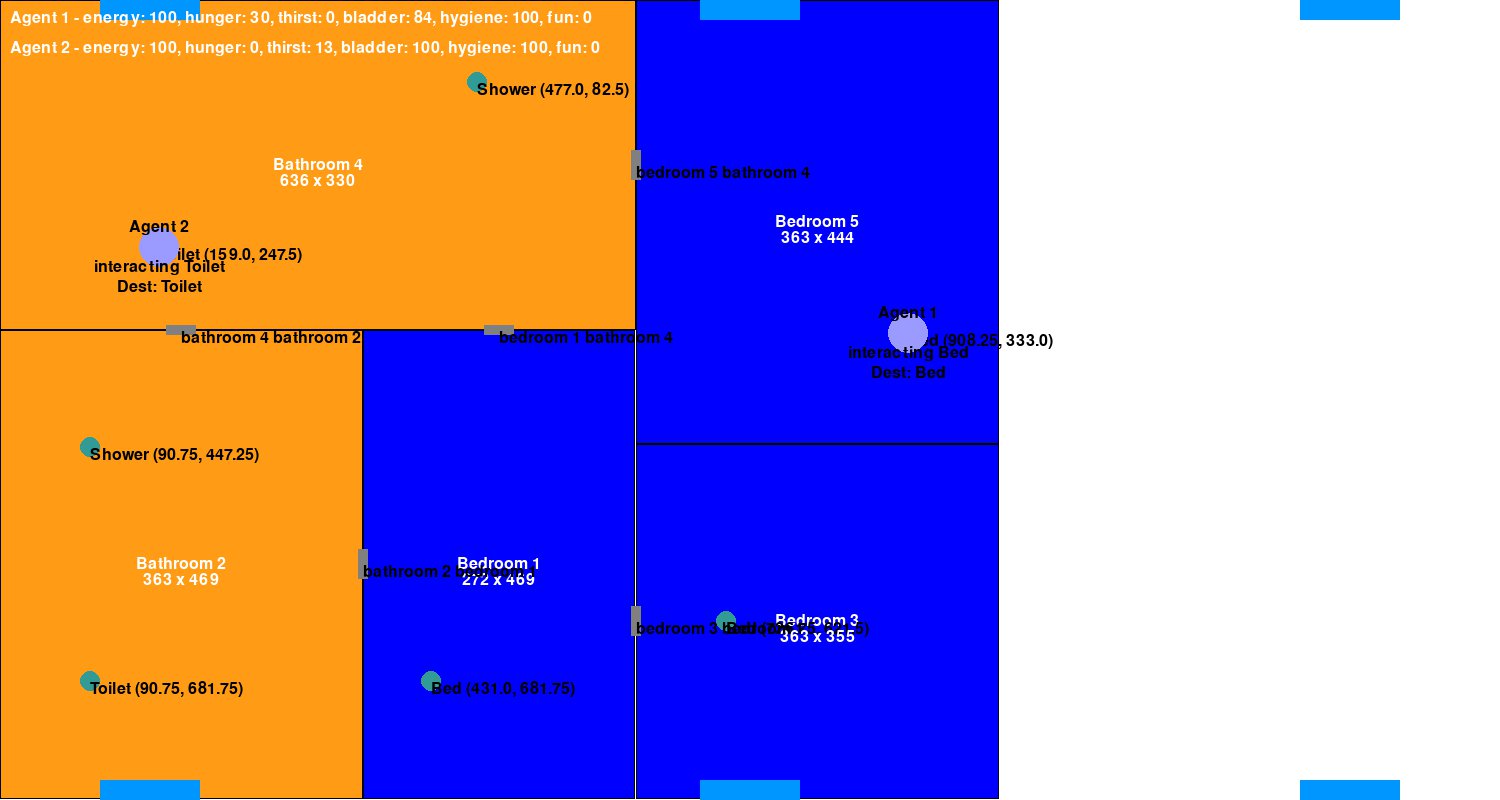 Agent 1 - energy: 100, hunger: 30, thirst: 0, bladder: 84, hygiene: 100, fun: 0
Agent 2 - energy: 100, hunger: 0, thirst: 13, bladder: 100, hygiene: 100, fun: 0
Shower (477.0, 82.5)
Bathroom 4
636 x 330
bedroom 5 bathroom 4
Bedroom 5
363 x 444
Agent 2
ilet (159.0, 247.5)
interacting Toilet
Dest: Toilet
Agent 1
d (908.25, 333.0)
interacting Bed
Dest: Bed
bathroom 4 bathroom 2
bedroom 1 bathroom 4
Shower (90.75, 447.25)
Bathroom 2
363 x 469
bathroom 2
Bedroom 1
272 x 469
bedroom 3
Bedroom 3
363 x 355
Toilet (90.75, 681.75)
Bed (431.0, 681.75)